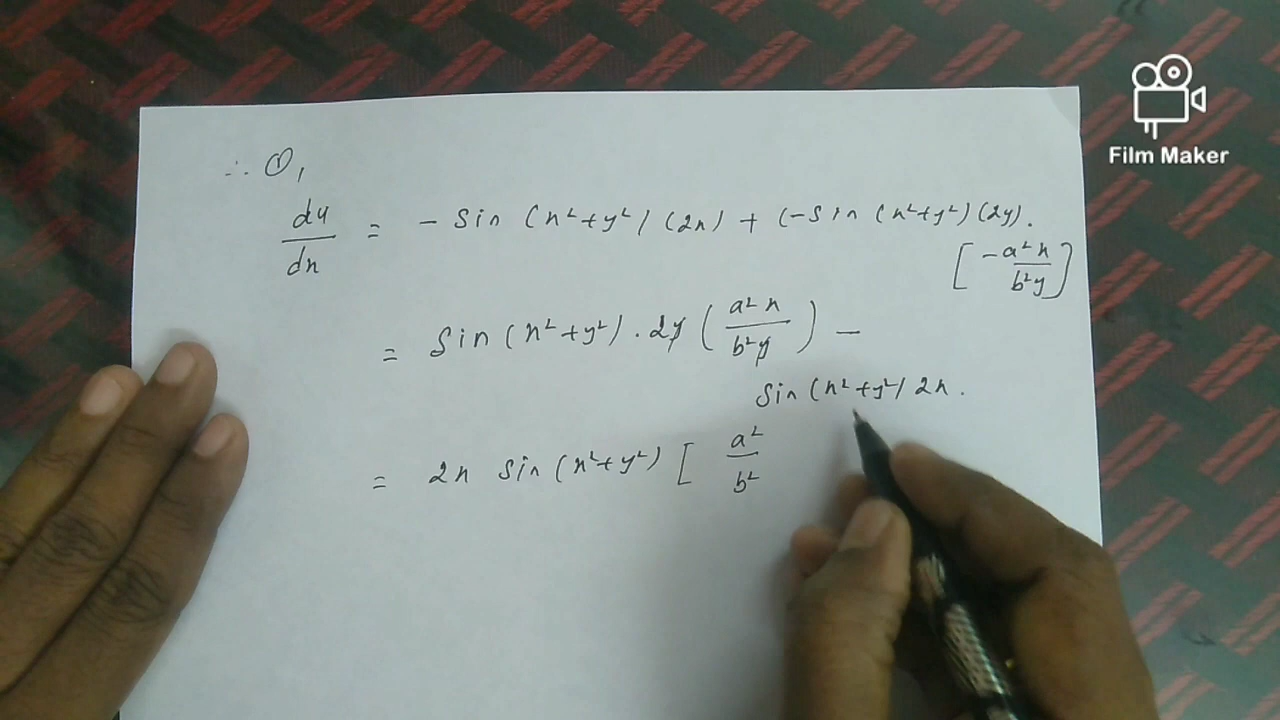 ∴ ①,
du/dx = - Sin (x²+y²) (2x) + (-Sin (x²+y²) (2y).
[ -a²x / b²y ]
= Sin (x²+y²) . 2y ( a²x / b²y ) -
Sin (x²+y²) 2x .
= 2x Sin (x²+y²) [ a² / b²
Film Maker